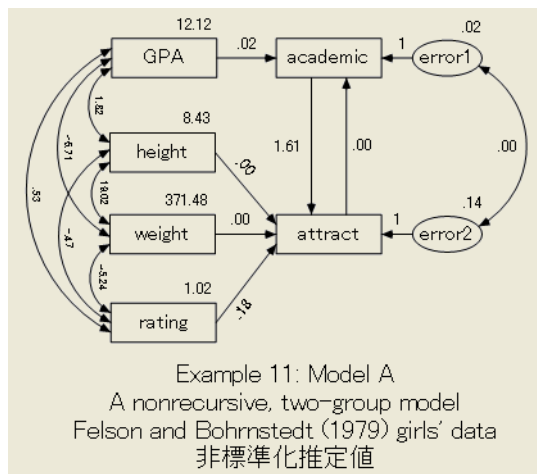 12.12
GPA
.02
academic
1
error1
.02
1.82
8.43
height
-6.71
.53
19.02
371.48
weight
-.47
-5.24
1.02
rating
.00
.00
.18
1.61
.00
attract
1
error2
.14
.00
Example 11: Model A
A nonrecursive, two-group model
Felson and Bohrnstedt (1979) girls' data
非標準化推定値